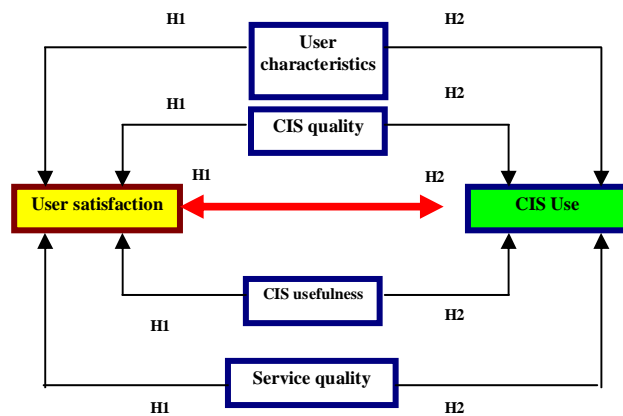 H1
H2
User
characteristics
H1
H2
CIS quality
H1
H2
User satisfaction
CIS Use
CIS usefulness
H1
H2
Service quality
H1
H2